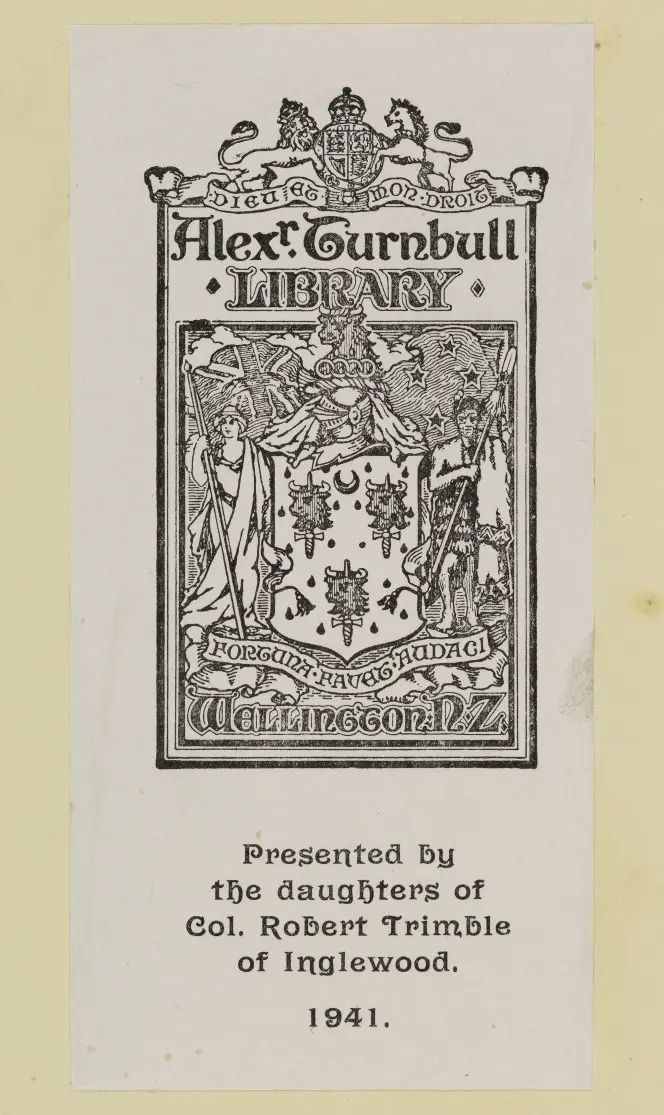 ·DIEU·ET·MON·DROIT·
Alexr. Turnbull
LIBRARY
FORTUNA·FAVET·AUDACI
WELLINGTON·NZ
Presented by
the daughters of
Col. Robert Trimble
of Inglewood.
1941.